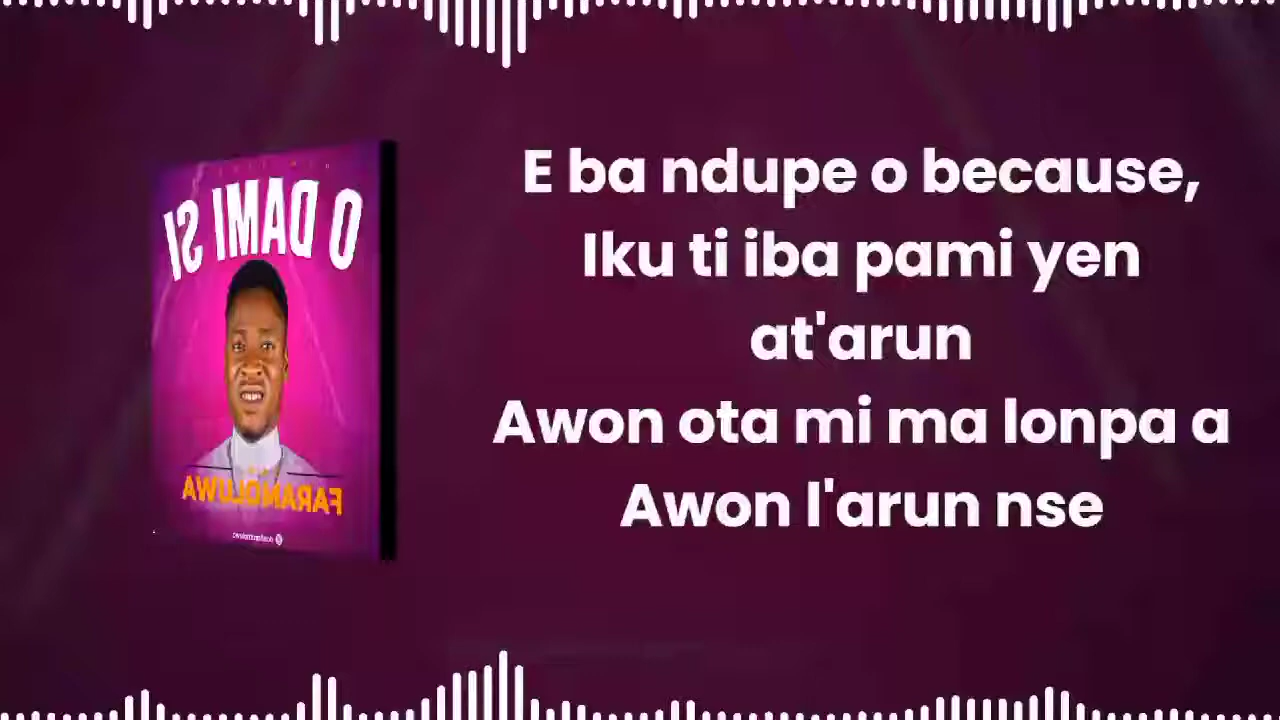 O DAMI SI
FARAMOLUWA
E ba ndupe o because,
Iku ti iba pami yen
at'arun
Awon ota mi ma lonpa a
Awon l'arun nse